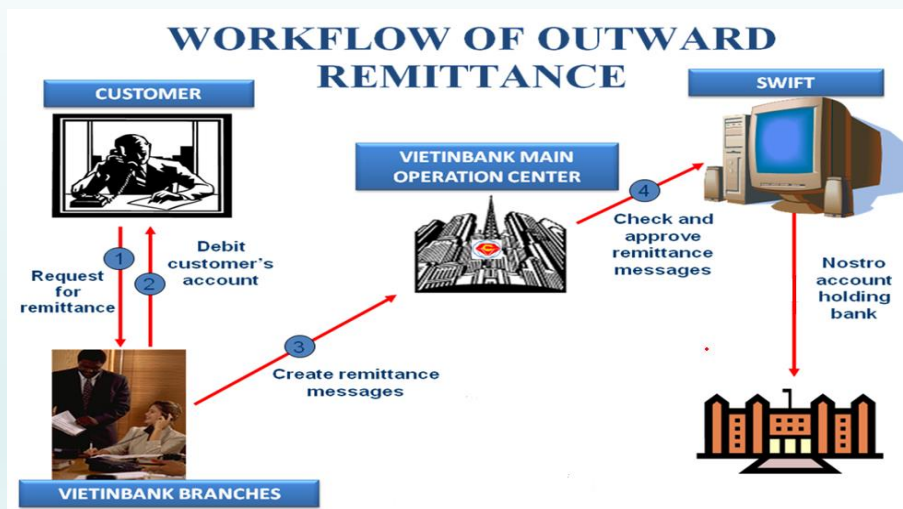 WORKFLOW OF OUTWARD
REMITTANCE
CUSTOMER
SWIFT
VIETINBANK MAIN
OPERATION CENTER
1
Request
for
remittance
2
Debit
customer's
account
3
Create remittance
messages
4
Check and
approve
remittance
messages
Nostro
account
holding
bank
VIETINBANK BRANCHES